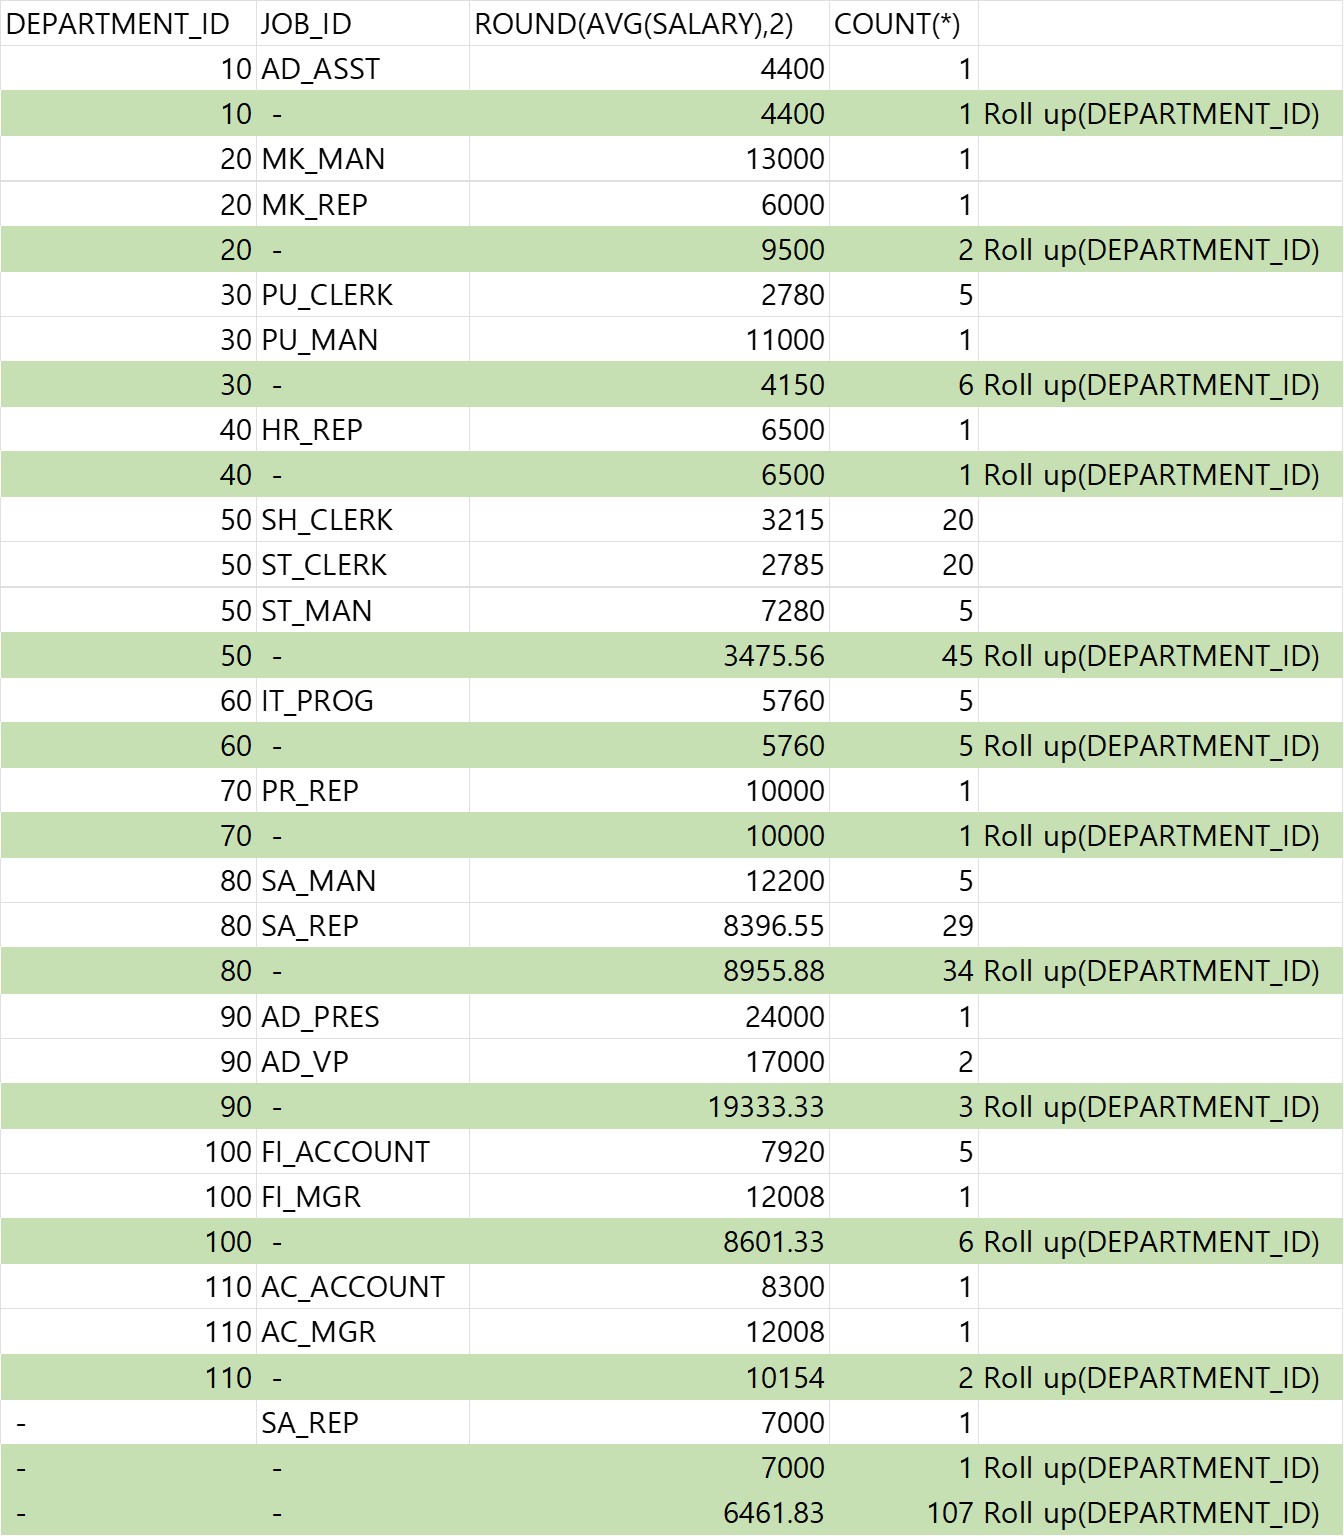 DEPARTMENT_ID JOB_ID ROUND(AVG(SALARY),2) COUNT(*)
10 AD_ASST 4400 1
10 - 4400 1 Roll up(DEPARTMENT_ID)
20 MK_MAN 13000 1
20 MK_REP 6000 1
20 - 9500 2 Roll up(DEPARTMENT_ID)
30 PU_CLERK 2780 5
30 PU_MAN 11000 1
30 - 4150 6 Roll up(DEPARTMENT_ID)
40 HR_REP 6500 1
40 - 6500 1 Roll up(DEPARTMENT_ID)
50 SH_CLERK 3215 20
50 ST_CLERK 2785 20
50 ST_MAN 7280 5
50 - 3475.56 45 Roll up(DEPARTMENT_ID)
60 IT_PROG 5760 5
60 - 5760 5 Roll up(DEPARTMENT_ID)
70 PR_REP 10000 1
70 - 10000 1 Roll up(DEPARTMENT_ID)
80 SA_MAN 12200 5
80 SA_REP 8396.55 29
80 - 8955.88 34 Roll up(DEPARTMENT_ID)
90 AD_PRES 24000 1
90 AD_VP 17000 2
90 - 19333.33 3 Roll up(DEPARTMENT_ID)
100 FI_ACCOUNT 7920 5
100 FI_MGR 12008 1
100 - 8601.33 6 Roll up(DEPARTMENT_ID)
110 AC_ACCOUNT 8300 1
110 AC_MGR 12008 1
110 - 10154 2 Roll up(DEPARTMENT_ID)
- SA_REP 7000 1
- - 7000 1 Roll up(DEPARTMENT_ID)
- - 6461.83 107 Roll up(DEPARTMENT_ID)